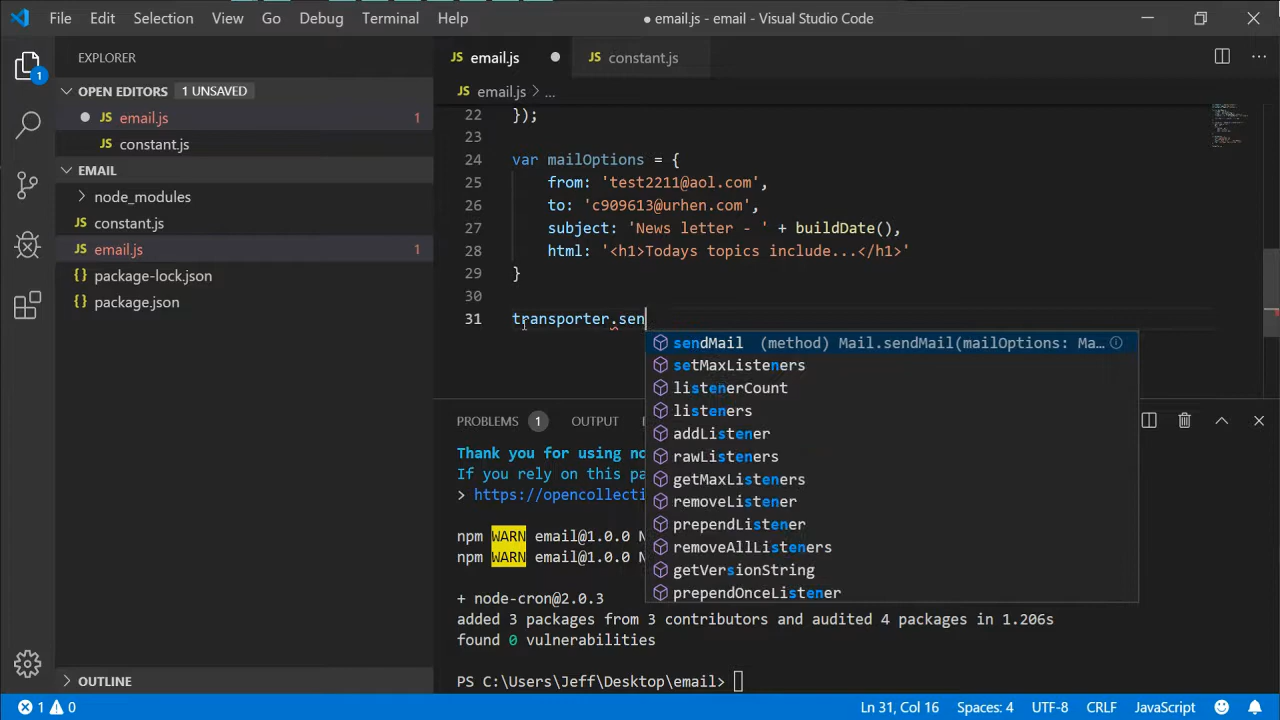 File Edit Selection View Go Debug Terminal Help
● email.js - email - Visual Studio Code
EXPLORER
1
OPEN EDITORS 1 UNSAVED
JS email.js 1
JS constant.js
EMAIL
node_modules
JS constant.js
JS email.js 1
{} package-lock.json
{} package.json
OUTLINE
JS email.js ● JS constant.js
JS email.js > ...
22 });
23
24 var mailOptions = {
25 from: 'test2211@aol.com',
26 to: 'c909613@urhen.com',
27 subject: 'News letter - ' + buildDate(),
28 html: '<h1>Todays topics include...</h1>'
29 }
30
31 transporter.sen
sendMail (method) Mail.sendMail(mailOptions: Ma…
setMaxListeners
listenerCount
listeners
addListener
rawListeners
getMaxListeners
removeListener
prependListener
removeAllListeners
getVersionString
prependOnceListener
PROBLEMS 1 OUTPUT
Thank you for using no
If you rely on this pa
> https://opencollecti
npm WARN email@1.0.0 N
npm WARN email@1.0.0 N
+ node-cron@2.0.3
added 3 packages from 3 contributors and audited 4 packages in 1.206s
found 0 vulnerabilities
PS C:\Users\Jeff\Desktop\email>
1 0 Ln 31, Col 16 Spaces: 4 UTF-8 CRLF JavaScript